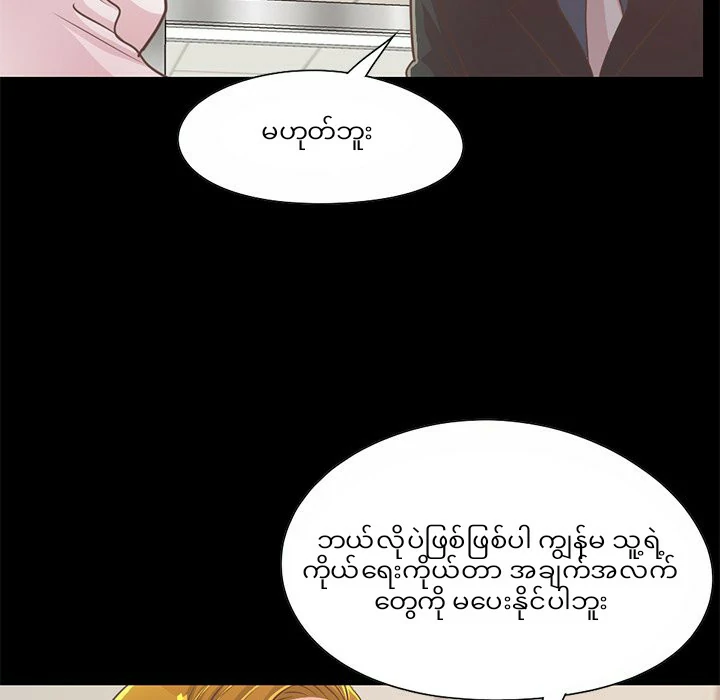 မဟုတ်ဘူး
ဘယ်လိုပဲဖြစ်ဖြစ်ပါ ကျွန်မ သူ့ရဲ့
ကိုယ်ရေးကိုယ်တာ အချက်အလက်
တွေကို မပေးနိုင်ပါဘူး